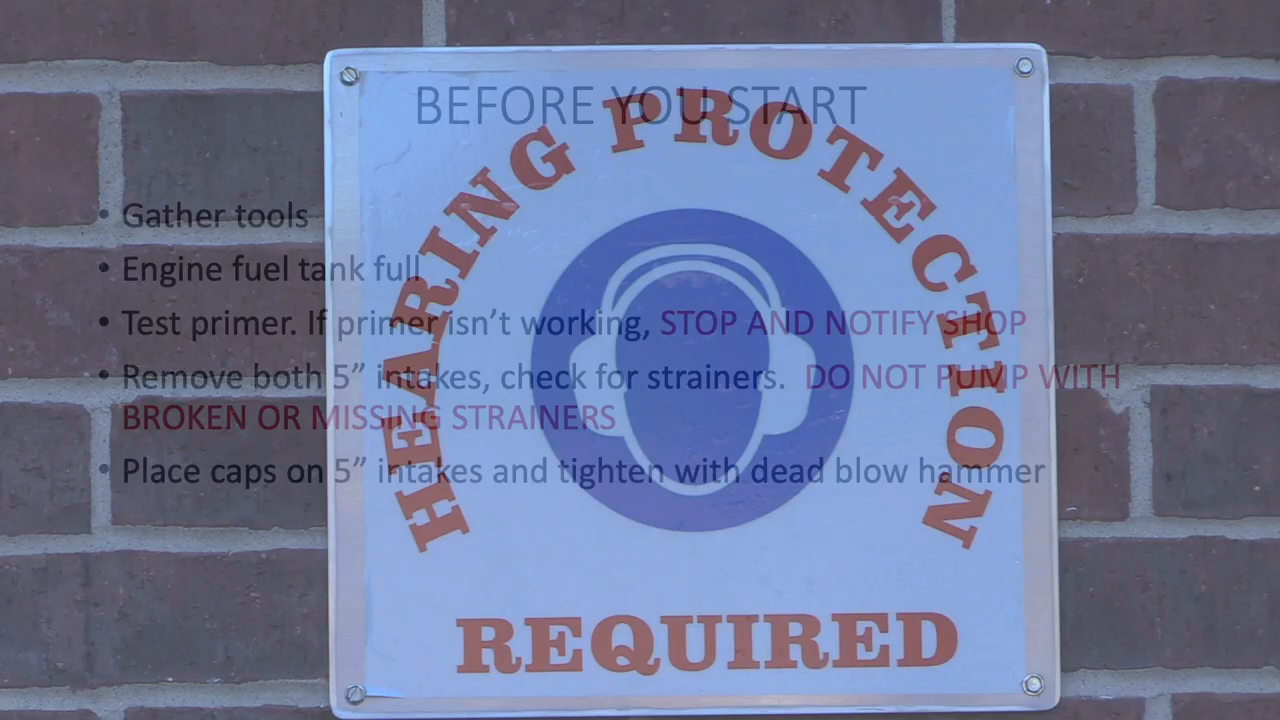 BEFORE YOU START
HEARING PROTECTION
• Gather tools
• Engine fuel tank full
• Test primer. If primer isn’t working, STOP AND NOTIFY SHOP
• Remove both 5” intakes, check for strainers. DO NOT PUMP WITH
BROKEN OR MISSING STRAINERS
• Place caps on 5” intakes and tighten with dead blow hammer
REQUIRED